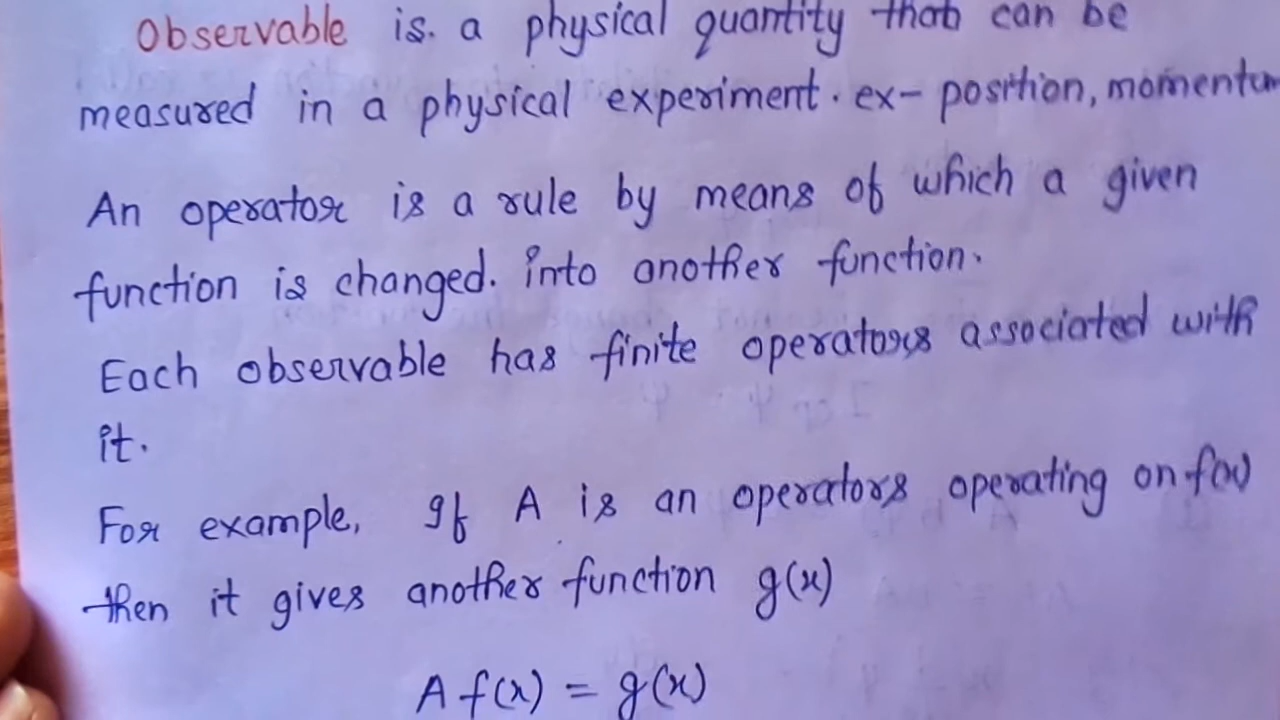 Observable is. a physical quantity that can be
measured in a physical experiment. ex- position, momentum
An operator is a rule by means of which a given
function is changed. into another function.
Each observable has finite operators associated with
it.
For example, If A is an operators operating on f(x)
then it gives another function g(x)
A f(x) = g(x)